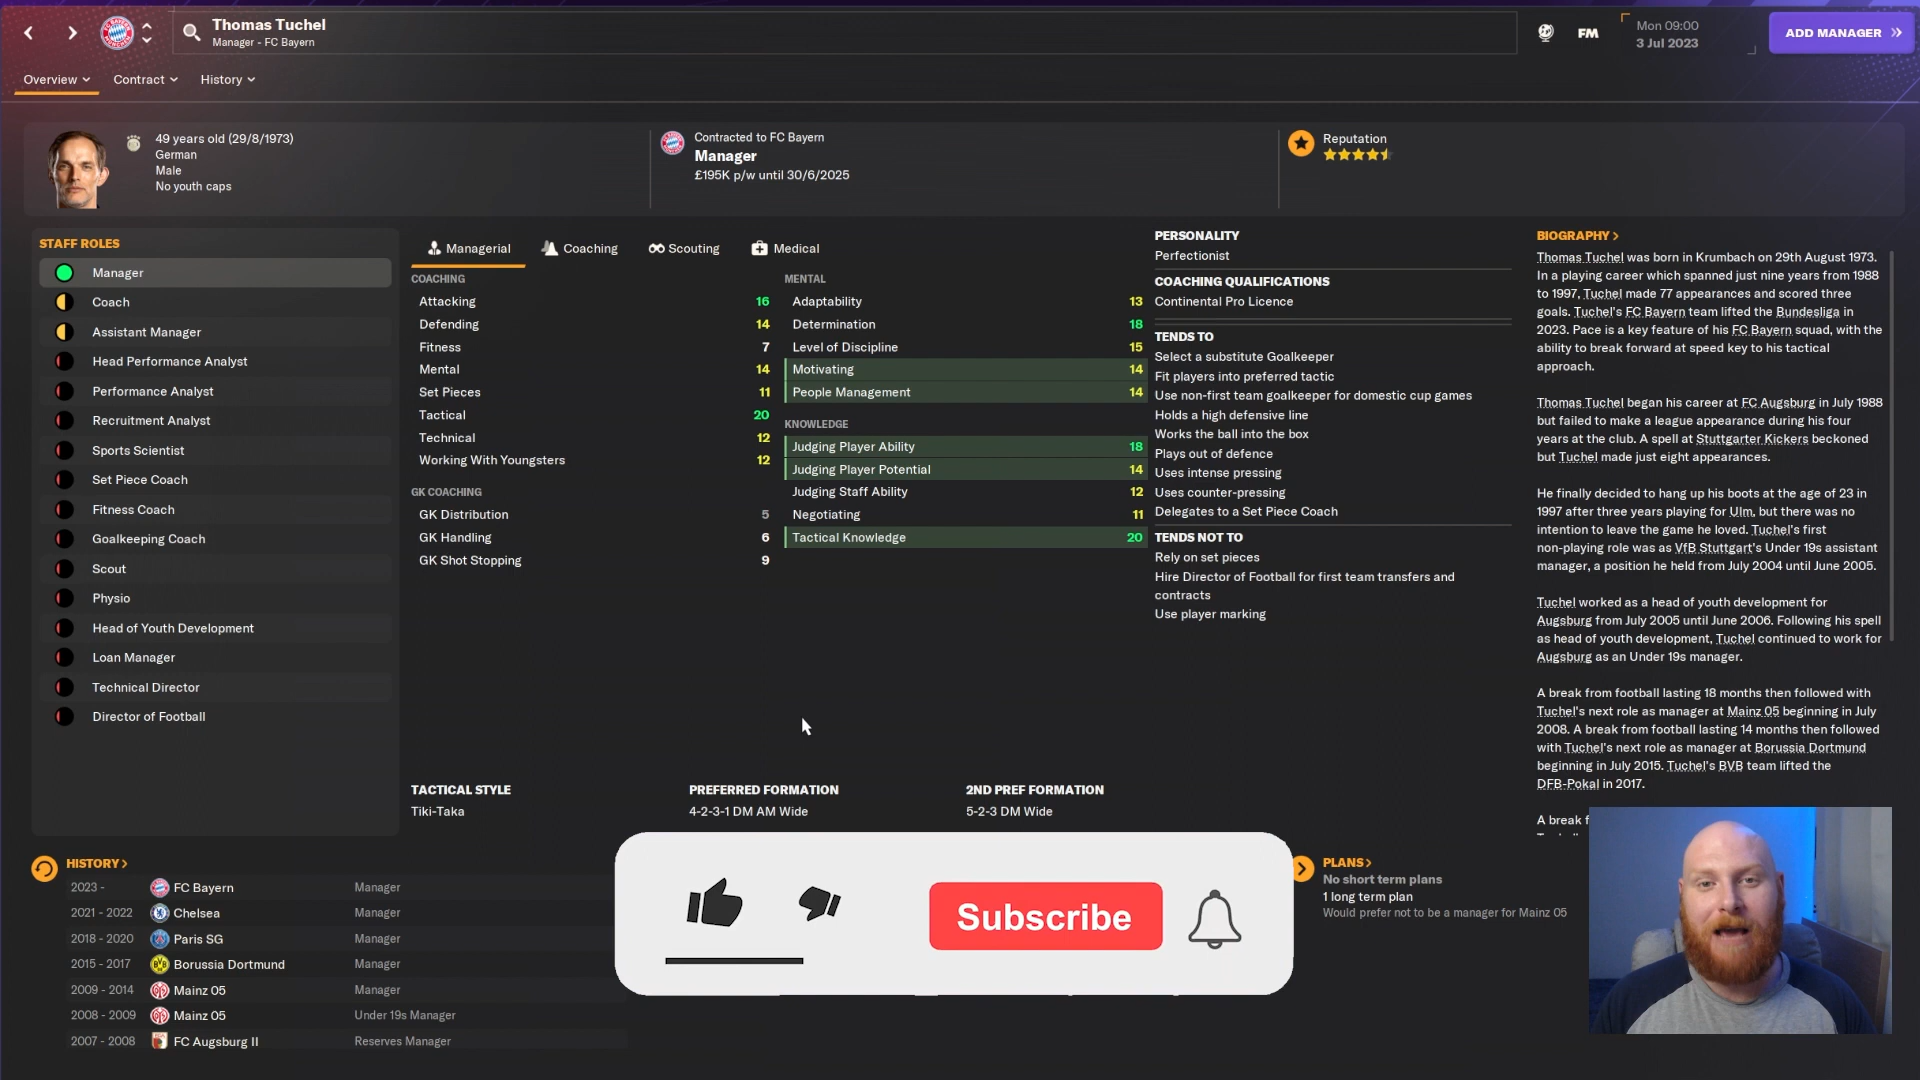 Thomas Tuchel
Manager - FC Bayern
FM
Mon 09:00
3 Jul 2023
ADD MANAGER
Overview
Contract
History
49 years old (29/8/1973)
German
Male
No youth caps
Contracted to FC Bayern
Manager
£195K p/w until 30/6/2025
Reputation
STAFF ROLES
Manager
Coach
Assistant Manager
Head Performance Analyst
Performance Analyst
Recruitment Analyst
Sports Scientist
Set Piece Coach
Fitness Coach
Goalkeeping Coach
Scout
Physio
Head of Youth Development
Loan Manager
Technical Director
Director of Football
Managerial
Coaching
Scouting
Medical
COACHING
Attacking 16
Defending 14
Fitness 7
Mental 14
Set Pieces 11
Tactical 20
Technical 12
Working With Youngsters 12
GK COACHING
GK Distribution 5
GK Handling 6
GK Shot Stopping 9
MENTAL
Adaptability 13
Determination 18
Level of Discipline 15
Motivating 14
People Management 14
KNOWLEDGE
Judging Player Ability 18
Judging Player Potential 14
Judging Staff Ability 12
Negotiating 11
Tactical Knowledge 20
PERSONALITY
Perfectionist
COACHING QUALIFICATIONS
Continental Pro Licence
TENDS TO
Select a substitute Goalkeeper
Fit players into preferred tactic
Use non-first team goalkeeper for domestic cup games
Holds a high defensive line
Works the ball into the box
Plays out of defence
Uses intense pressing
Uses counter-pressing
Delegates to a Set Piece Coach
TENDS NOT TO
Rely on set pieces
Hire Director of Football for first team transfers and
contracts
Use player marking
BIOGRAPHY >
Thomas Tuchel was born in Krumbach on 29th August 1973.
In a playing career which spanned just nine years from 1988
to 1997, Tuchel made 77 appearances and scored three
goals. Tuchel's FC Bayern team lifted the Bundesliga in
2023. Pace is a key feature of his FC Bayern squad, with the
ability to break forward at speed key to his tactical
approach.
Thomas Tuchel began his career at FC Augsburg in July 1988
but failed to make a league appearance during his four
years at the club. A spell at Stuttgarter Kickers beckoned
but Tuchel made just eight appearances.
He finally decided to hang up his boots at the age of 23 in
1997 after three years playing for Ulm, but there was no
intention to leave the game he loved. Tuchel's first
non-playing role was as VfB Stuttgart's Under 19s assistant
manager, a position he held from July 2004 until June 2005.
Tuchel worked as a head of youth development for
Augsburg from July 2005 until June 2006. Following his spell
as head of youth development, Tuchel continued to work for
Augsburg as an Under 19s manager.
A break from football lasting 18 months then followed with
Tuchel's next role as manager at Mainz 05 beginning in July
2008. A break from football lasting 14 months then followed
with Tuchel's next role as manager at Borussia Dortmund
beginning in July 2015. Tuchel's BVB team lifted the
DFB-Pokal in 2017.
A break f
TACTICAL STYLE
Tiki-Taka
PREFERRED FORMATION
4-2-3-1 DM AM Wide
2ND PREF FORMATION
5-2-3 DM Wide
HISTORY >
2023 - FC Bayern Manager
2021 - 2022 Chelsea Manager
2018 - 2020 Paris SG Manager
2015 - 2017 Borussia Dortmund Manager
2009 - 2014 Mainz 05 Manager
2008 - 2009 Mainz 05 Under 19s Manager
2007 - 2008 FC Augsburg II Reserves Manager
Subscribe
PLANS >
No short term plans
1 long term plan
Would prefer not to be a manager for Mainz 05